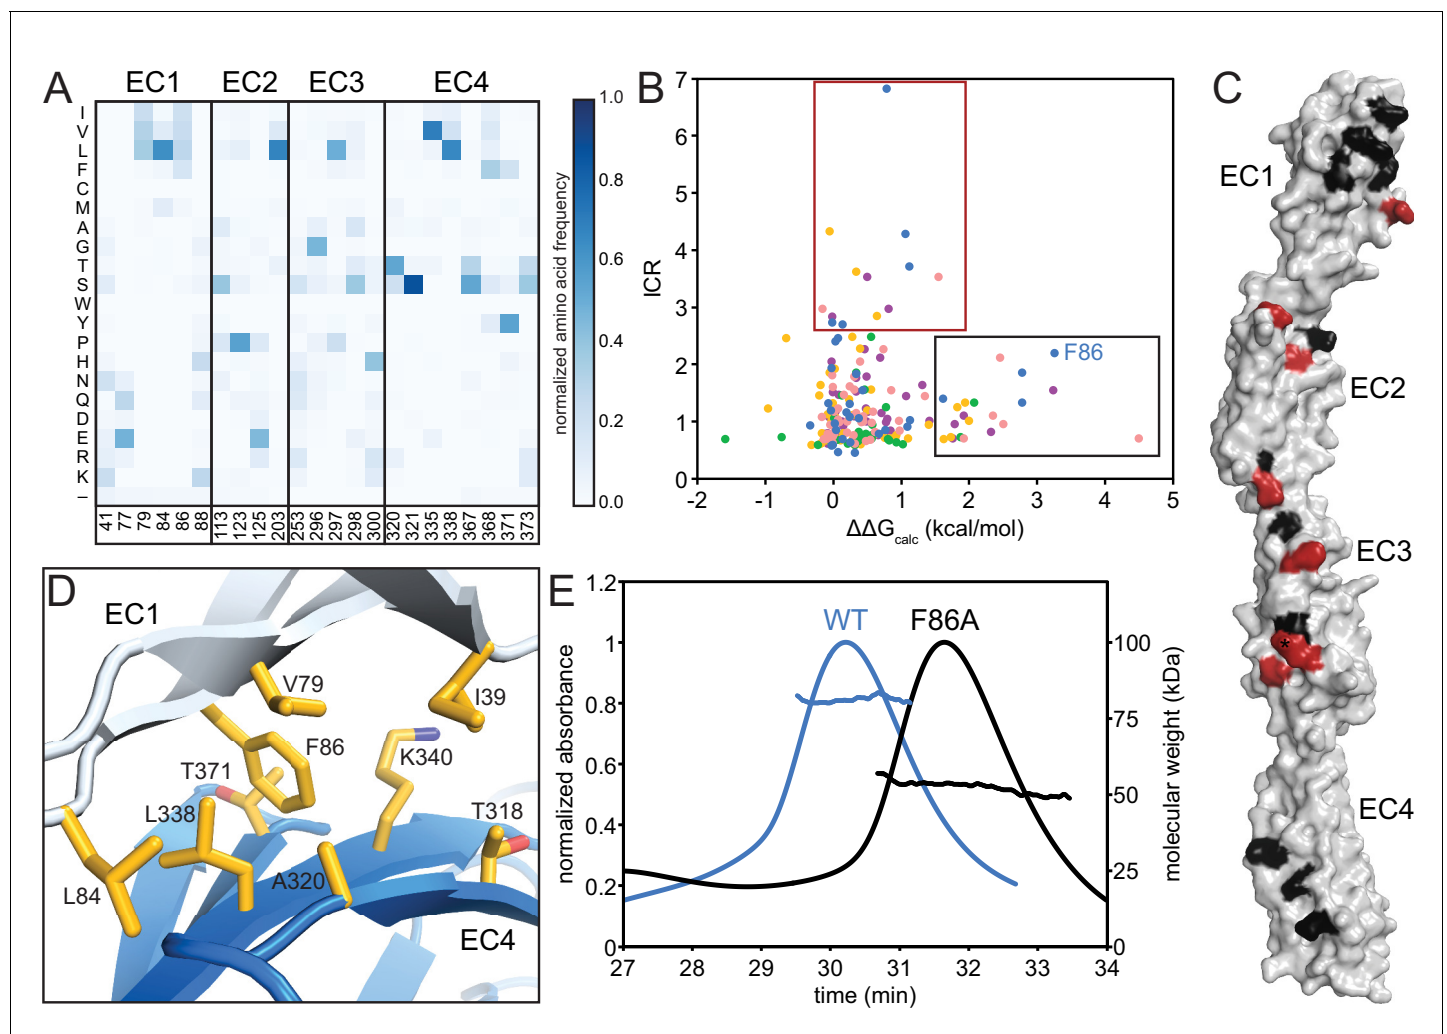 A
EC1 EC2 EC3 EC4
I
V
L
F
C
M
A
G
T
S
W
Y
P
H
N
Q
D
E
R
K
–
41 77 79 84 86 88 113 123 125 203 253 296 297 298 300 320 321 335 338 367 368 371 373
1.0
0.8
0.6
0.4
0.2
0.0
normalized amino acid frequency
B
7
6
5
4
3
2
1
0
ICR
F86
-2 -1 0 1 2 3 4 5
ΔΔGcalc (kcal/mol)
C
EC1
EC2
EC3
*
EC4
D
EC1
V79
I39
F86
K340
T371
L338
T318
A320
L84
EC4
E
1.2
1
0.8
0.6
0.4
0.2
0
normalized absorbance
WT F86A
100
75
50
25
0
molecular weight (kDa)
27 28 29 30 31 32 33 34
time (min)